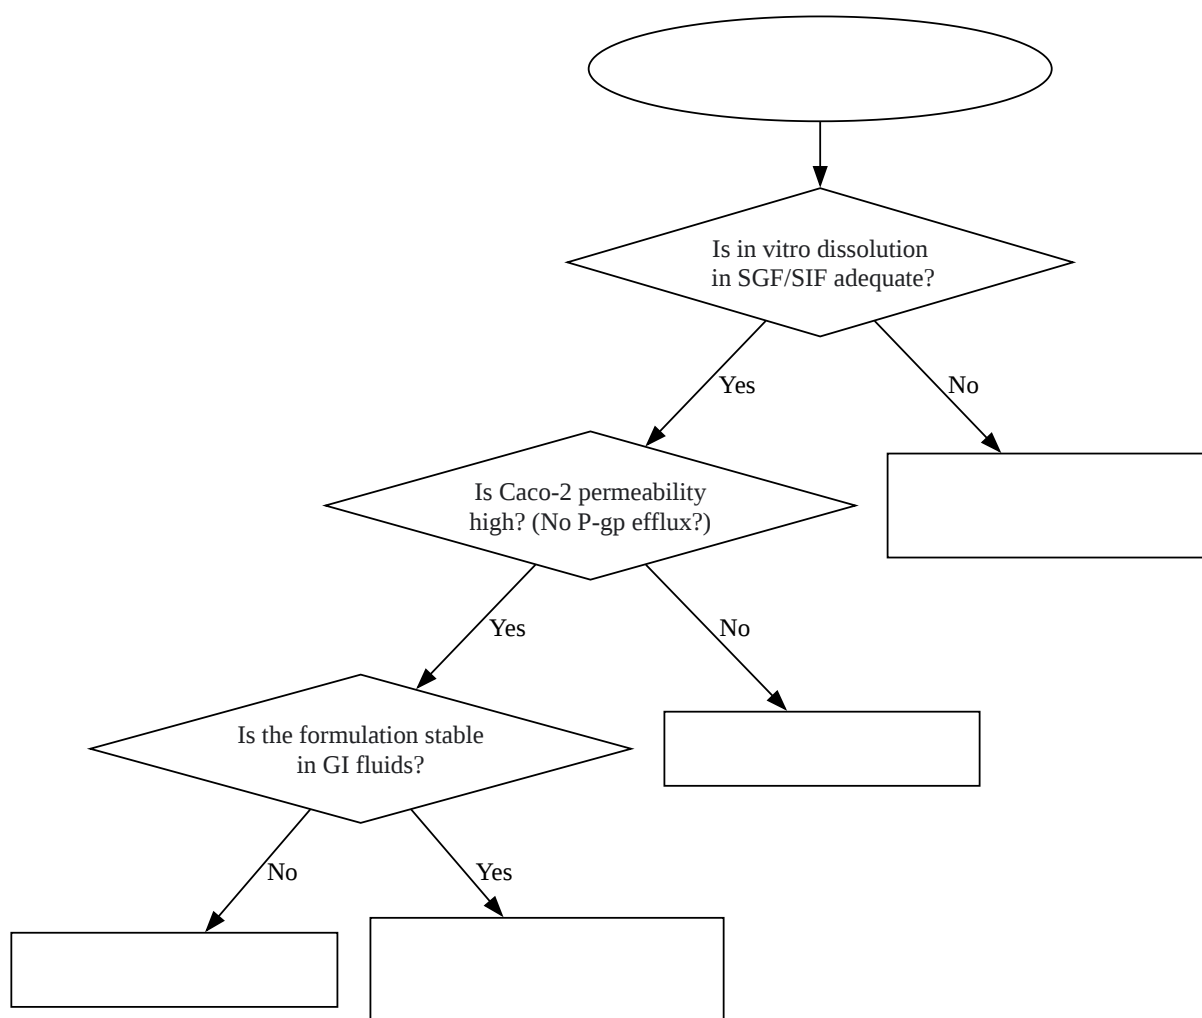 Is in vitro dissolution
in SGF/SIF adequate?
Yes
No
Is Caco-2 permeability
high? (No P-gp efflux?)
Yes
No
Is the formulation stable
in GI fluids?
No
Yes